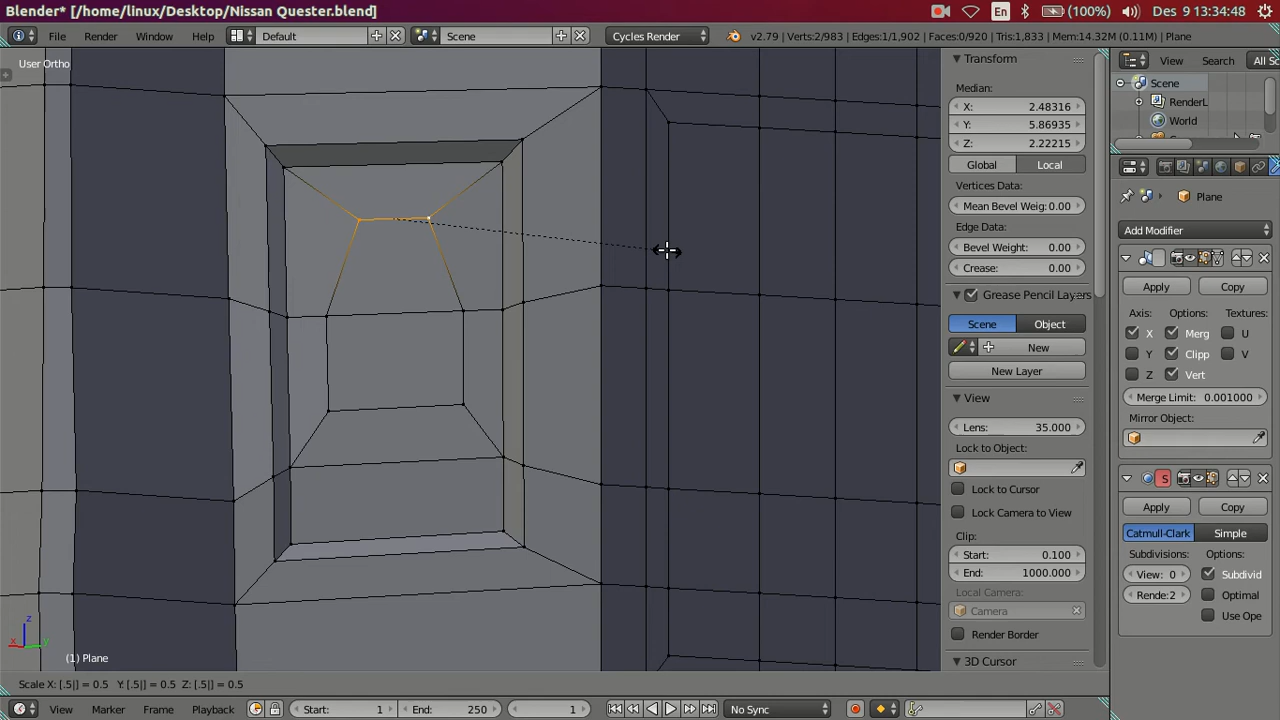 Blender* [/home/linux/Desktop/Nissan Quester.blend]
En
(100%)
Des 9 13:34:48
File
Render
Window
Help
Default
Scene
Cycles Render
v2.79 | Verts:2/983 | Edges:1/1,902 | Faces:0/920 | Tris:1,833 | Mem:14.32M (0.11M) | Plane
User Ortho
Transform
Median:
X: 2.48316
Y: 5.86935
Z: 2.22215
Global
Local
Vertices Data:
Mean Bevel Weig: 0.00
Edge Data:
Bevel Weight: 0.00
Crease: 0.00
Grease Pencil Layers
Scene
Object
New
New Layer
View
Lens: 35.000
Lock to Object:
Lock to Cursor
Lock Camera to View
Clip:
Start: 0.100
End: 1000.000
Local Camera:
Camera
Render Border
3D Cursor
View
Search
All Sc
Scene
RenderL
World
Plane
Add Modifier
Apply
Copy
Axis:
Options:
Textures:
X
Merg
U
Y
Clipp
V
Z
Vert
Merge Limit: 0.001000
Mirror Object:
S
Apply
Copy
Catmull-Clark
Simple
Subdivisions:
Options:
View: 0
Subdivid
Rende: 2
Optimal
Use Ope
z
x
y
(1) Plane
Scale X: [.5|] = 0.5 Y: [.5|] = 0.5 Z: [.5|] = 0.5
View
Marker
Frame
Playback
Start: 1
End: 250
1
No Sync